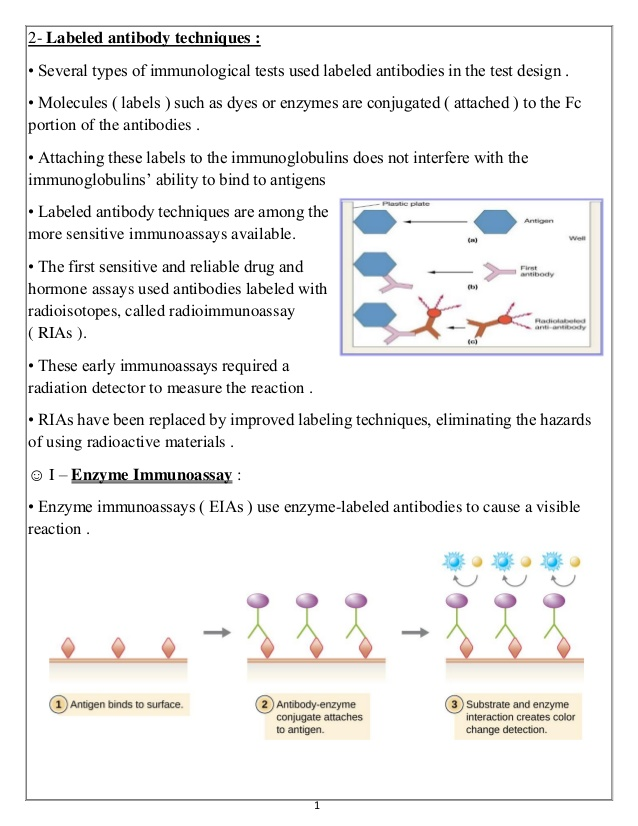 2- Labeled antibody techniques :
• Several types of immunological tests used labeled antibodies in the test design .
• Molecules ( labels ) such as dyes or enzymes are conjugated ( attached ) to the Fc
portion of the antibodies .
• Attaching these labels to the immunoglobulins does not interfere with the
immunoglobulins’ ability to bind to antigens
• Labeled antibody techniques are among the
more sensitive immunoassays available.
• The first sensitive and reliable drug and
hormone assays used antibodies labeled with
radioisotopes, called radioimmunoassay
( RIAs ).
• These early immunoassays required a
radiation detector to measure the reaction .
Plastic plate
Antigen
(a)
Well
First
antibody
(b)
Radiolabeled
anti-antibody
(c)
• RIAs have been replaced by improved labeling techniques, eliminating the hazards
of using radioactive materials .
☺ I – Enzyme Immunoassay :
• Enzyme immunoassays ( EIAs ) use enzyme-labeled antibodies to cause a visible
reaction .
1 Antigen binds to surface.
2 Antibody-enzyme
conjugate attaches
to antigen.
3 Substrate and enzyme
interaction creates color
change detection.
1